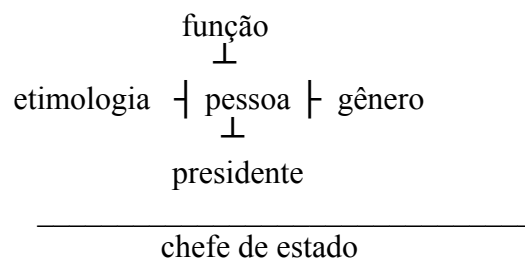 função
etimologia pessoa gênero
presidente
chefe de estado